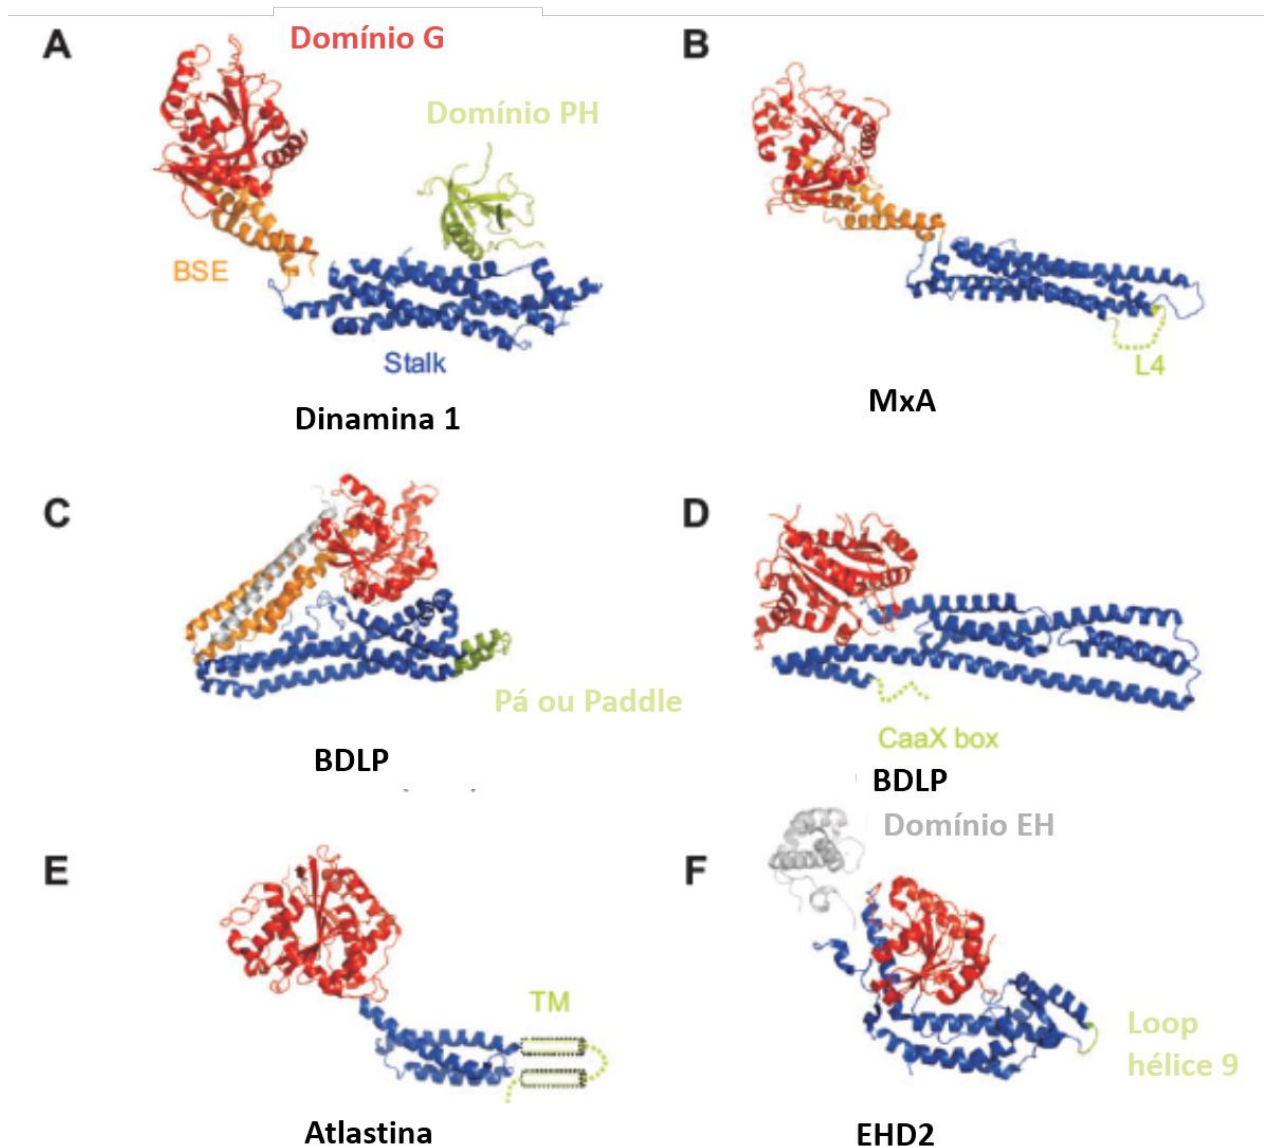 A
Domínio G
B
Domínio PH
BSE
Stalk
L4
Dinamina 1
MxA
C
D
Pá ou Paddle
CaaX box
BDLP
BDLP
Domínio EH
E
F
TM
Loop
hélice 9
Atlastina
EHD2